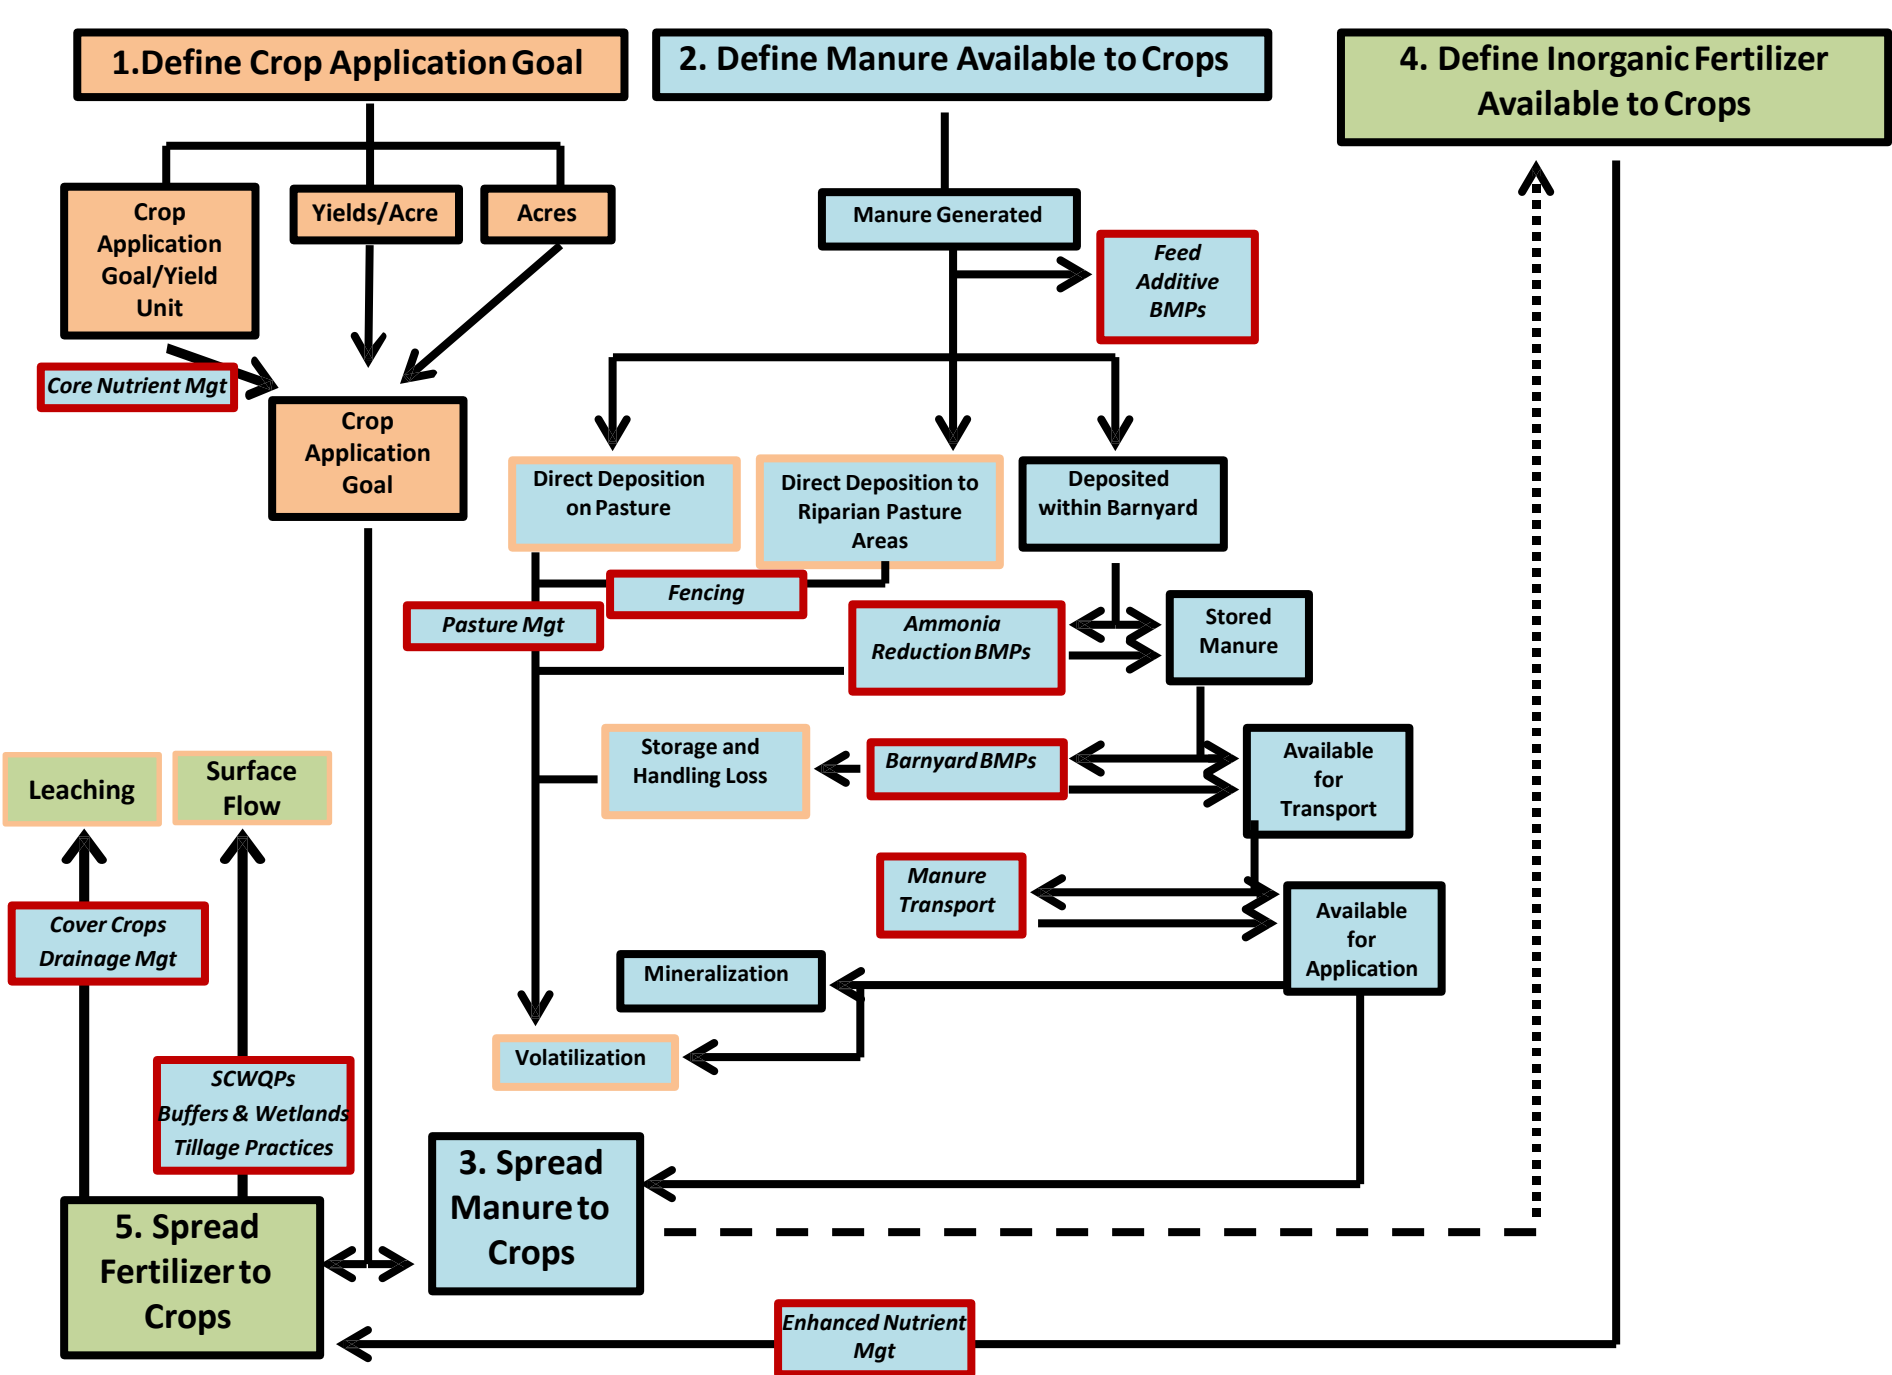 1.Define Crop Application Goal
2. Define Manure Available to Crops
4. Define Inorganic Fertilizer
Available to Crops
Crop
Application
Goal/Yield
Unit
Yields/Acre
Acres
Manure Generated
Feed
Additive
BMPs
Core Nutrient Mgt
Crop
Application
Goal
Direct Deposition
on Pasture
Direct Deposition to
Riparian Pasture
Areas
Deposited
within Barnyard
Fencing
Pasture Mgt
Ammonia
Reduction BMPs
Stored
Manure
Storage and
Handling Loss
Barnyard BMPs
Available
for
Transport
Leaching
Surface
Flow
Manure
Transport
Available
for
Application
Cover Crops
Drainage Mgt
Mineralization
Volatilization
SCWQPs
Buffers & Wetlands
Tillage Practices
3. Spread
Manure to
Crops
5. Spread
Fertilizer to
Crops
Enhanced Nutrient
Mgt